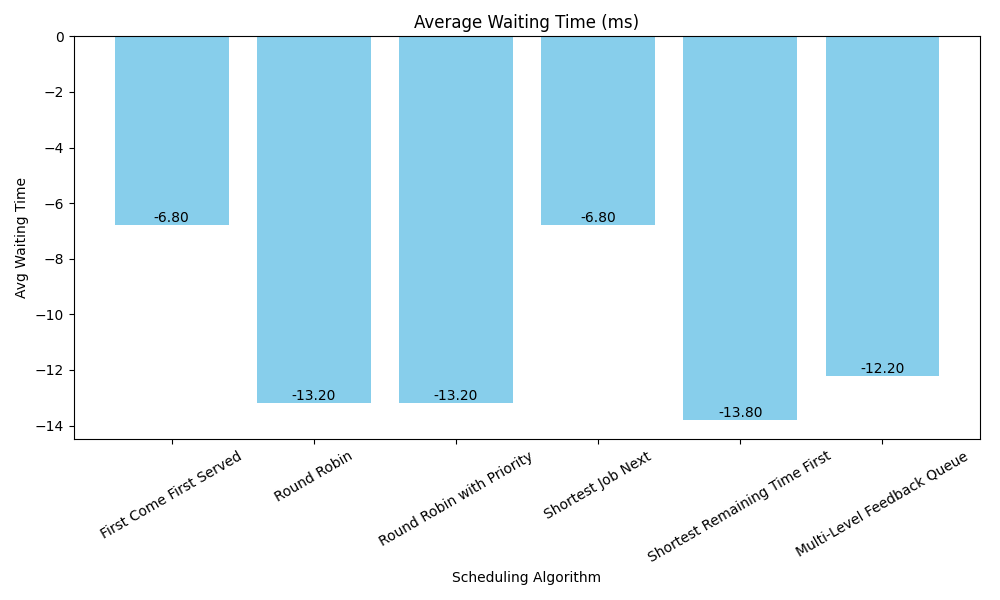 Average Waiting Time (ms)
0
−2
−4
−6
−8
−10
−12
−14
Avg Waiting Time
-6.80
-13.20
-13.20
-6.80
-13.80
-12.20
First Come First Served
Round Robin
Round Robin with Priority
Shortest Job Next
Shortest Remaining Time First
Multi-Level Feedback Queue
Scheduling Algorithm